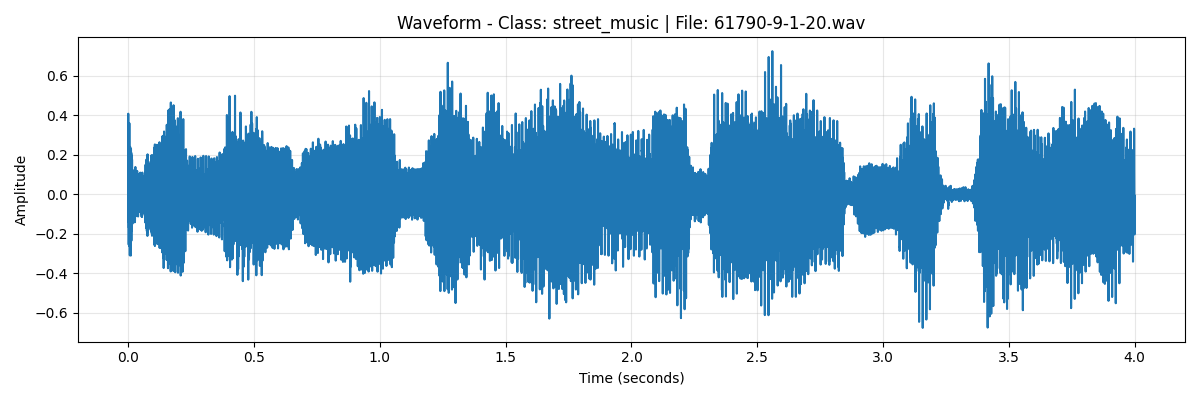 Waveform - Class: street_music | File: 61790-9-1-20.wav
Amplitude
0.6
0.4
0.2
0.0
−0.2
−0.4
−0.6
0.0 0.5 1.0 1.5 2.0 2.5 3.0 3.5 4.0
Time (seconds)